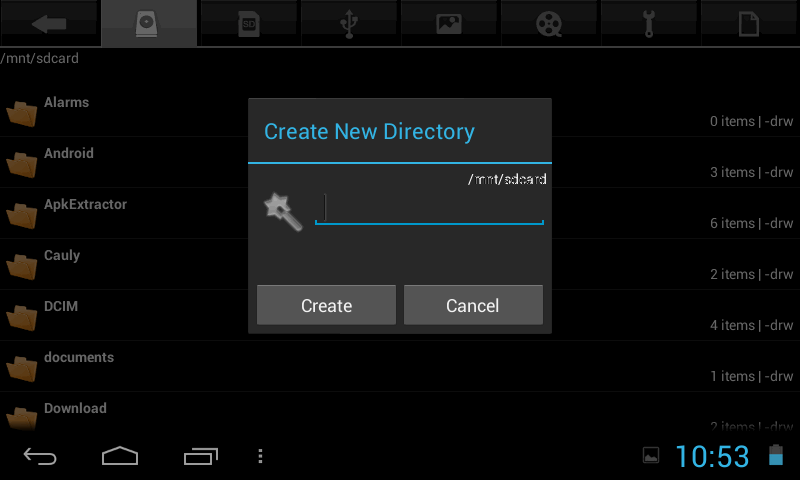 SD
/mnt/sdcard
Alarms
0 items | -drw
Android
3 items | -drw
ApkExtractor
6 items | -drw
Cauly
2 items | -drw
DCIM
4 items | -drw
documents
1 items | -drw
Download
2 items | -drw
Create New Directory
/mnt/sdcard
Create
Cancel
10:53